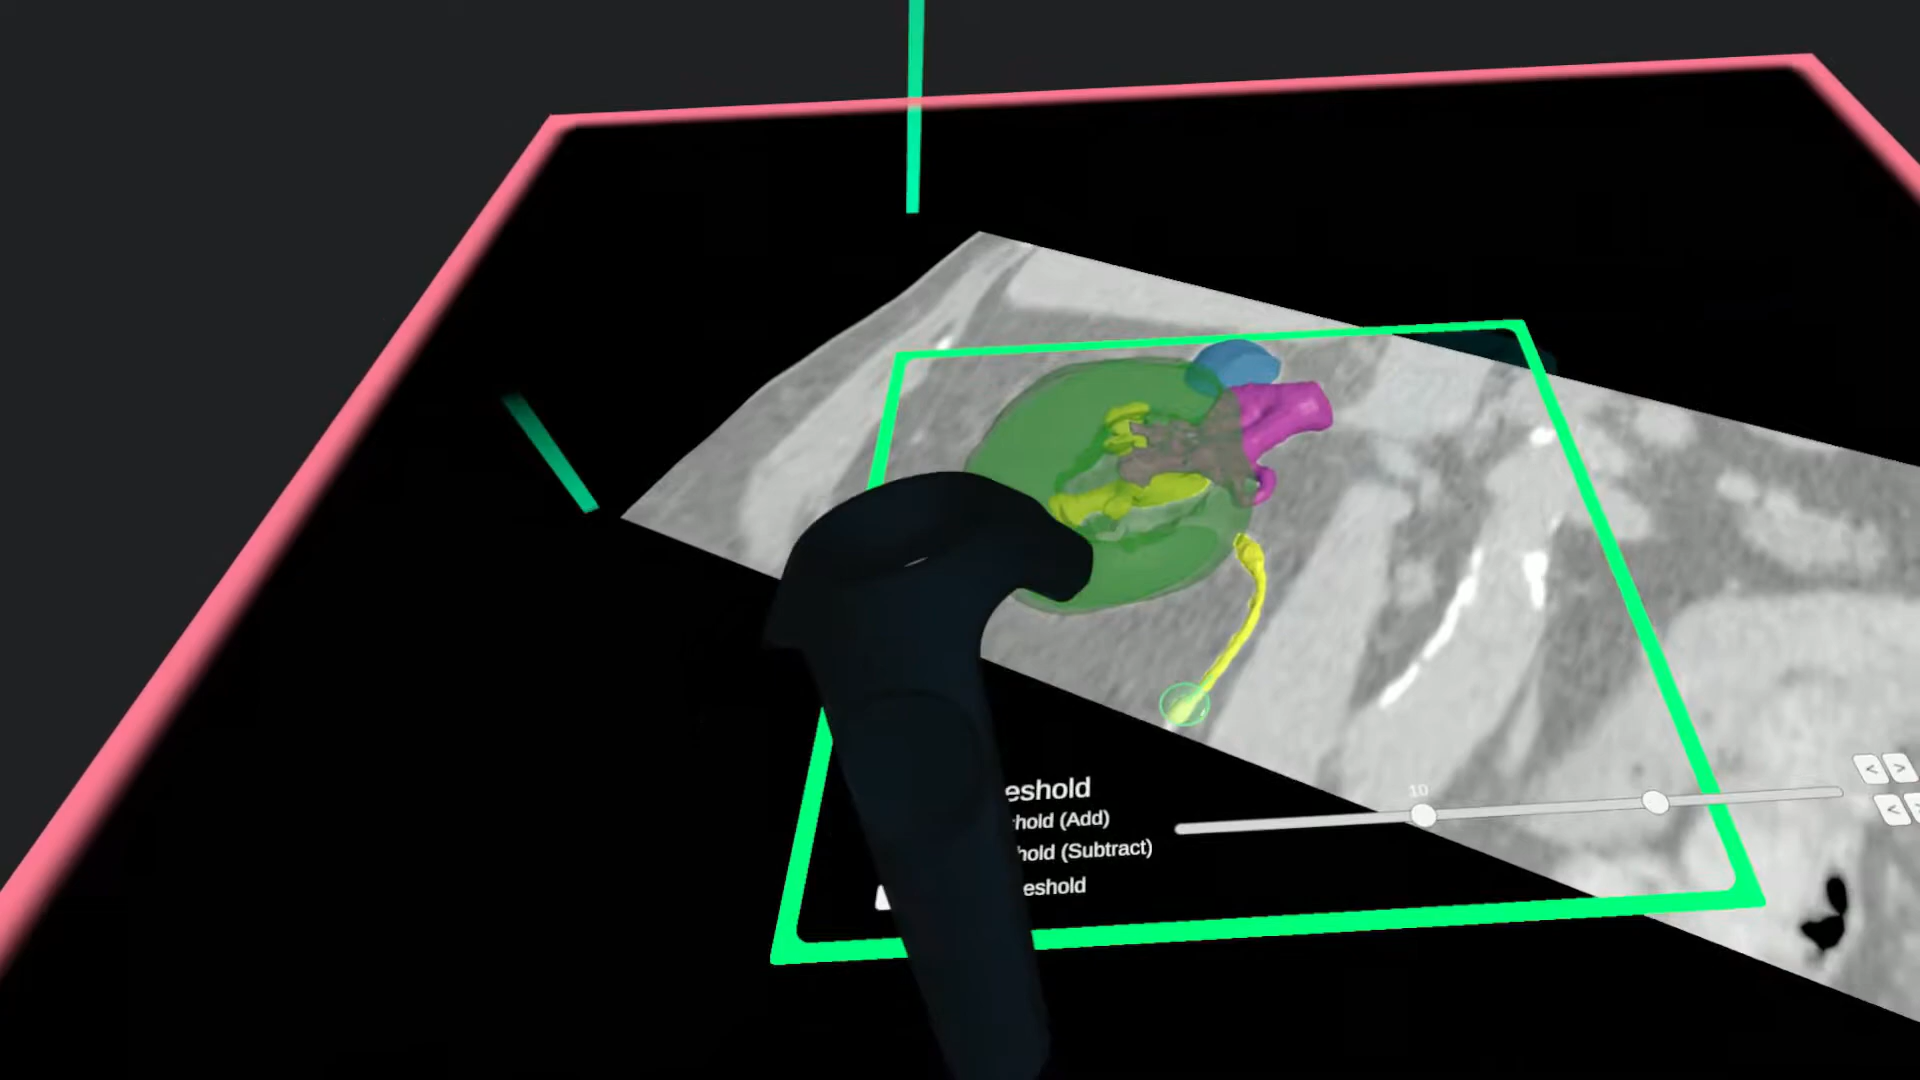 eshold
hold (Add)
hold (Subtract)
eshold
10
< >
<